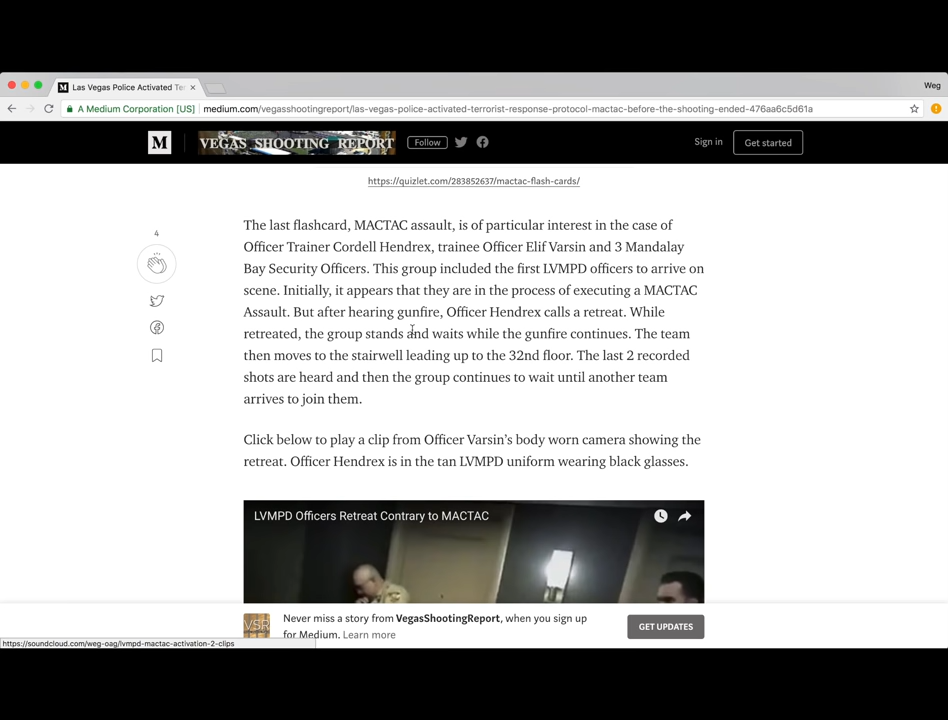 Las Vegas Police Activated Ter
Weg
A Medium Corporation [US] | medium.com/vegasshootingreport/las-vegas-police-activated-terrorist-response-protocol-mactac-before-the-shooting-ended-476aa6c5d61a
M
VEGAS SHOOTING REPORT
Follow
Sign in
Get started
https://quizlet.com/283852637/mactac-flash-cards/
The last flashcard, MACTAC assault, is of particular interest in the case of
Officer Trainer Cordell Hendrex, trainee Officer Elif Varsin and 3 Mandalay
Bay Security Officers. This group included the first LVMPD officers to arrive on
scene. Initially, it appears that they are in the process of executing a MACTAC
Assault. But after hearing gunfire, Officer Hendrex calls a retreat. While
retreated, the group stands and waits while the gunfire continues. The team
then moves to the stairwell leading up to the 32nd floor. The last 2 recorded
shots are heard and then the group continues to wait until another team
arrives to join them.
4
Click below to play a clip from Officer Varsin's body worn camera showing the
retreat. Officer Hendrex is in the tan LVMPD uniform wearing black glasses.
LVMPD Officers Retreat Contrary to MACTAC
VSR
Never miss a story from VegasShootingReport, when you sign up
for Medium. Learn more
GET UPDATES
https://soundcloud.com/weg-oag/lvmpd-mactac-activation-2-clips